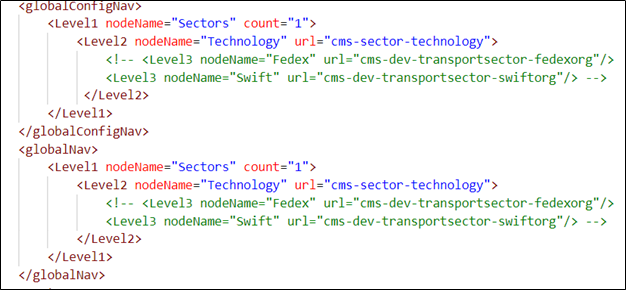 <globalConfigNav>
<Level1 nodeName="Sectors" count="1">
<Level2 nodeName="Technology" url="cms-sector-technology">
<!-- <Level3 nodeName="Fedex" url="cms-dev-transportsector-fedexorg"/>
<Level3 nodeName="Swift" url="cms-dev-transportsector-swiftorg"/> -->
</Level2>
</Level1>
</globalConfigNav>
<globalNav>
<Level1 nodeName="Sectors" count="1">
<Level2 nodeName="Technology" url="cms-sector-technology">
<!-- <Level3 nodeName="Fedex" url="cms-dev-transportsector-fedexorg"/>
<Level3 nodeName="Swift" url="cms-dev-transportsector-swiftorg"/> -->
</Level2>
</Level1>
</globalNav>